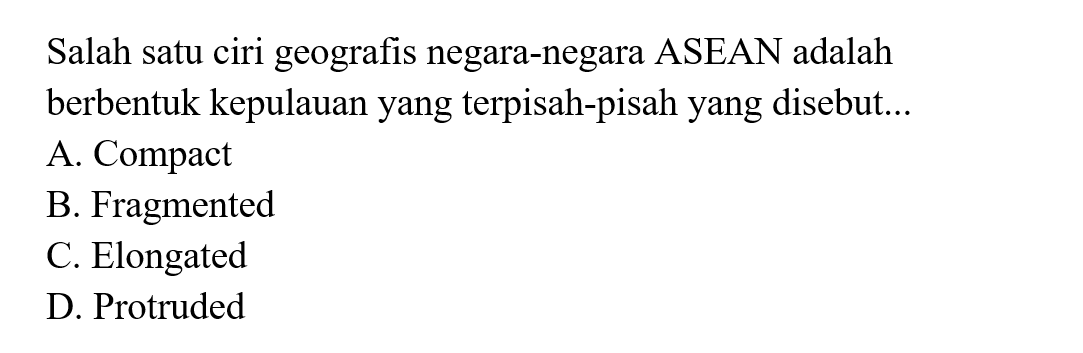 Salah satu ciri geografis negara-negara ASEAN adalah
berbentuk kepulauan yang terpisah-pisah yang disebut...
A. Compact
B. Fragmented
C. Elongated
D. Protruded